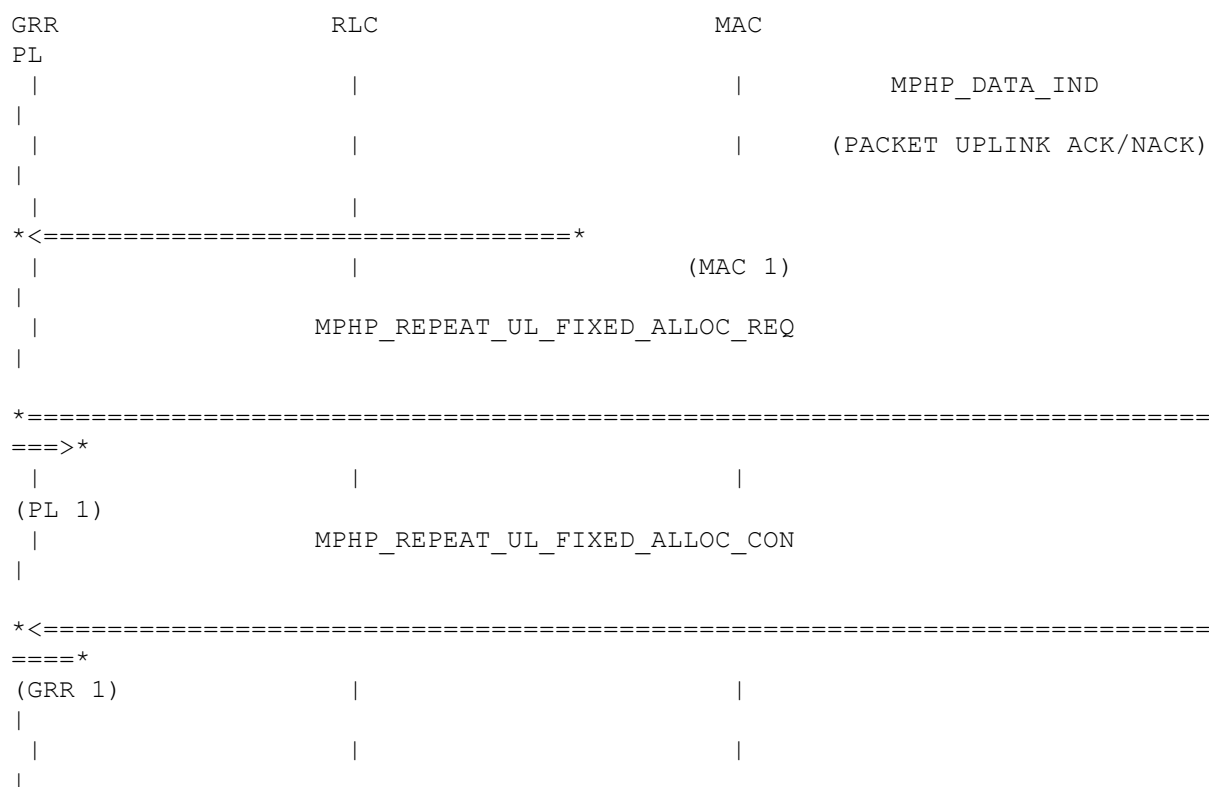 GRR RLC MAC
PL
| | | MPHP_DATA_IND
|
| | | (PACKET UPLINK ACK/NACK)
|
| |
*<=================================*
| | (MAC 1)
|
| MPHP_REPEAT_UL_FIXED_ALLOC_REQ
|
*==========================================================================
===>*
| | |
(PL 1)
| MPHP_REPEAT_UL_FIXED_ALLOC_CON
|
*<=========================================================================
====*
(GRR 1) | |
|
| | |
|